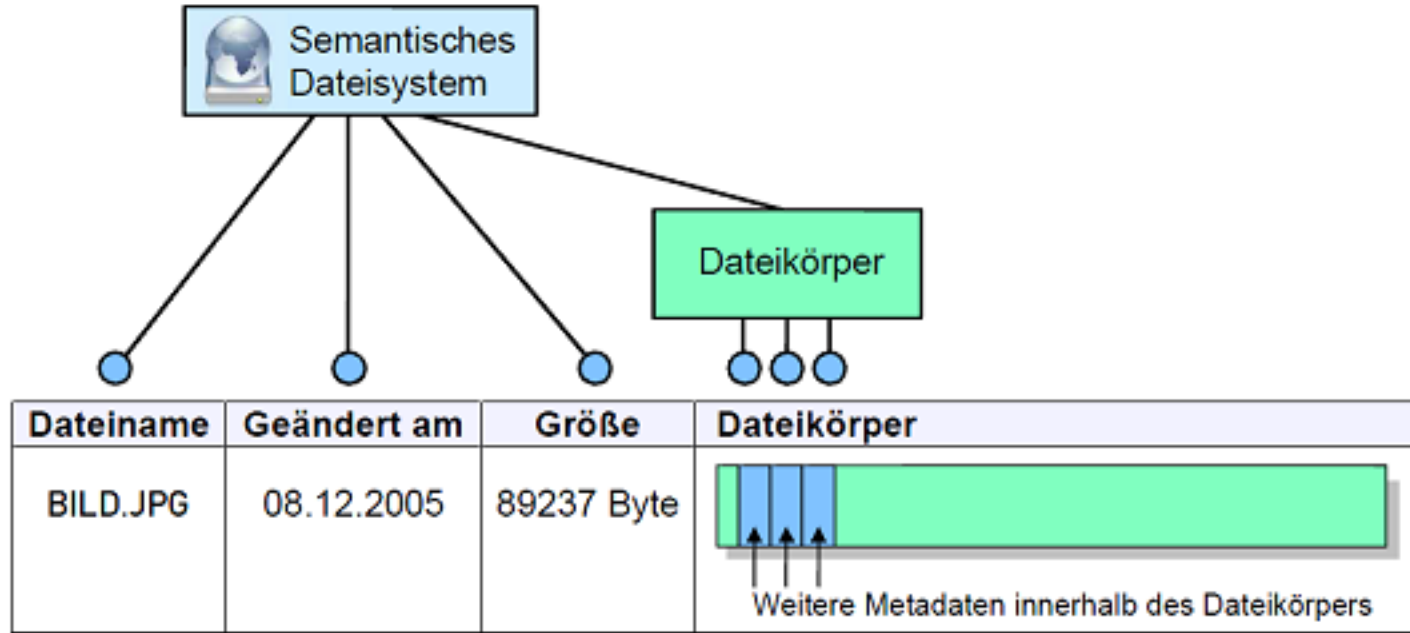 Semantisches
Dateisystem
Dateikörper
Dateiname Geändert am Größe Dateikörper
BILD.JPG 08.12.2005 89237 Byte
Weitere Metadaten innerhalb des Dateikörpers